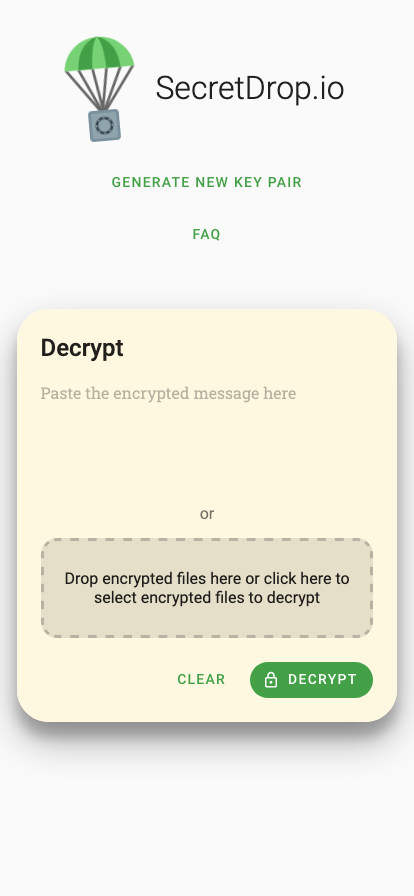 SecretDrop.io
GENERATE NEW KEY PAIR
FAQ
Decrypt
Paste the encrypted message here
or
Drop encrypted files here or click here to
select encrypted files to decrypt
CLEAR
DECRYPT